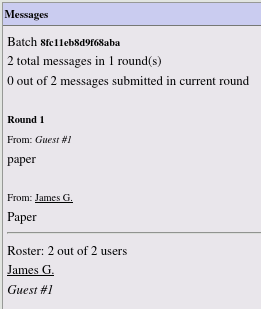 Messages
Batch 8fc11eb8d9f68aba
2 total messages in 1 round(s)
0 out of 2 messages submitted in current round
Round 1
From: Guest #1
paper
From: James G.
Paper
Roster: 2 out of 2 users
James G.
Guest #1